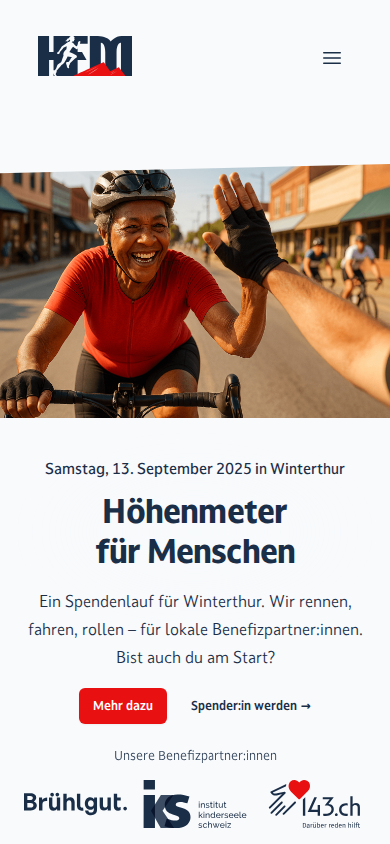 HFM
Samstag, 13. September 2025 in Winterthur
Höhenmeter
für Menschen
Ein Spendenlauf für Winterthur. Wir rennen,
fahren, rollen – für lokale Benefizpartner:innen.
Bist auch du am Start?
Mehr dazu
Spender:in werden →
Unsere Benefizpartner:innen
Brühlgut.
iks institut
kinderseele
schweiz
143.ch
Darüber reden hilft